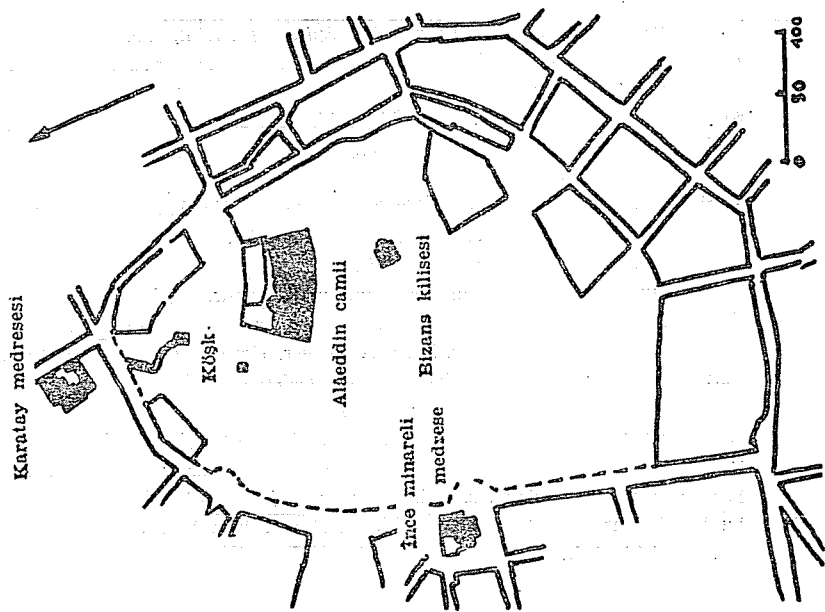 Karatay medresesi
Köşk.
Alâeddin camii
Bizans kilisesi
İnce minareli
medrese
0 50 100